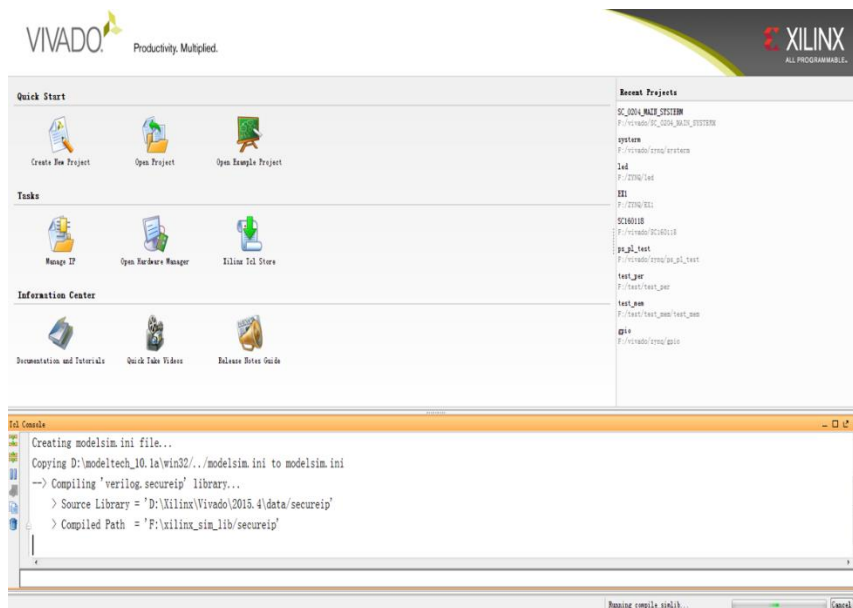 VIVADO
Productivity. Multiplied.
XILINX
ALL PROGRAMMABLE.
Quick Start
Create New Project
Open Project
Open Example Project
Tasks
Manage IP
Open Hardware Manager
Xilinx Tcl Store
Information Center
Documentation and Tutorials
Quick Take Videos
Release Notes Guide
Recent Projects
SC_0204_MAIN_SYSTERM
F:/vivado/SC_0204_MAIN_SYSTERM
systerm
F:/vivado/zynq/systerm
led
F:/ZYNQ/led
EX1
F:/ZYNQ/EX1
SC160118
F:/vivado/SC160118
ps_pl_test
F:/vivado/zynq/ps_pl_test
test_per
F:/test/test_per
test_mem
F:/test/test_mem/test_mem
gpio
F:/vivado/zynq/gpio
Tcl Console
Creating modelsim.ini file...
Copying D:\modeltech_10.1a\win32/../modelsim.ini to modelsim.ini
--> Compiling 'verilog.secureip' library...
> Source Library = 'D:\Xilinx\Vivado\2015.4\data/secureip'
> Compiled Path = 'F:\xilinx_sim_lib/secureip'
Running compile_simlib...
Cancel